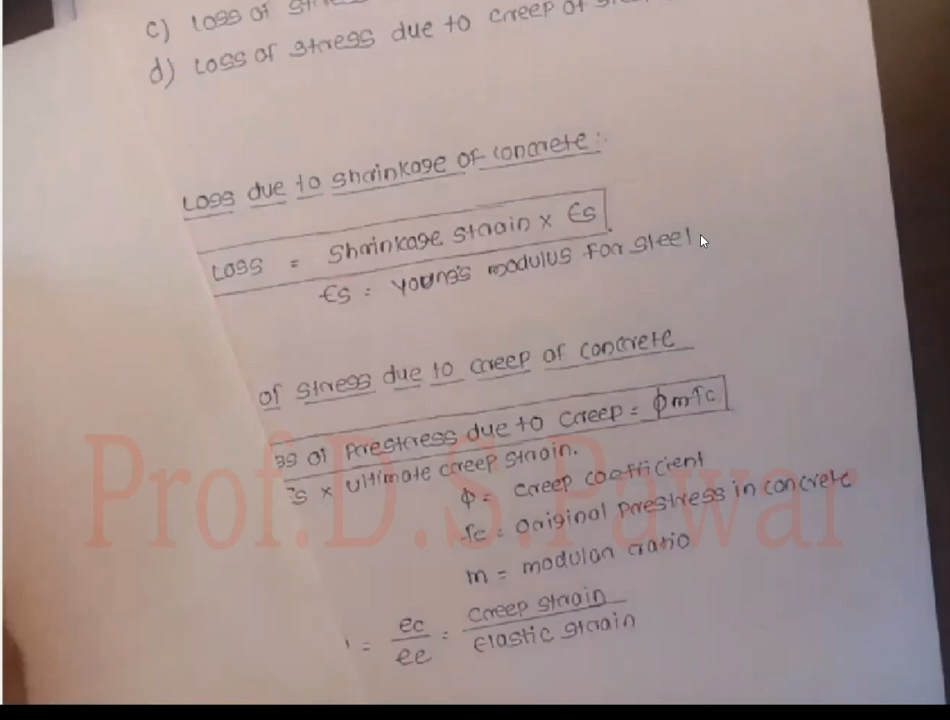 c) Loss of
d) Loss of stress due to creep of
Loss due to shrinkage of concrete :
Loss = Shrinkage strain x Es
Es = Young's modulus for steel
of stress due to creep of concrete
ss of Prestress due to creep = ϕmfc
Es x Ultimate creep strain.
ϕ = creep coefficient
fc = original prestress in concrete
m = modular ratio
= ec/ee = creep strain/Elastic strain
Prof.D.S.Pawar